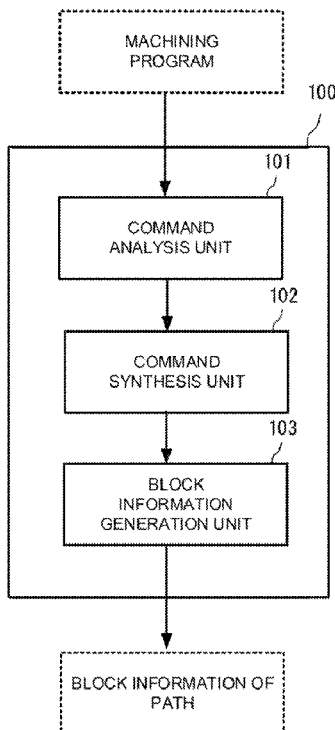 MACHINING
PROGRAM
100
101
COMMAND
ANALYSIS UNIT
102
COMMAND
SYNTHESIS UNIT
103
BLOCK
INFORMATION
GENERATION UNIT
BLOCK INFORMATION OF
PATH